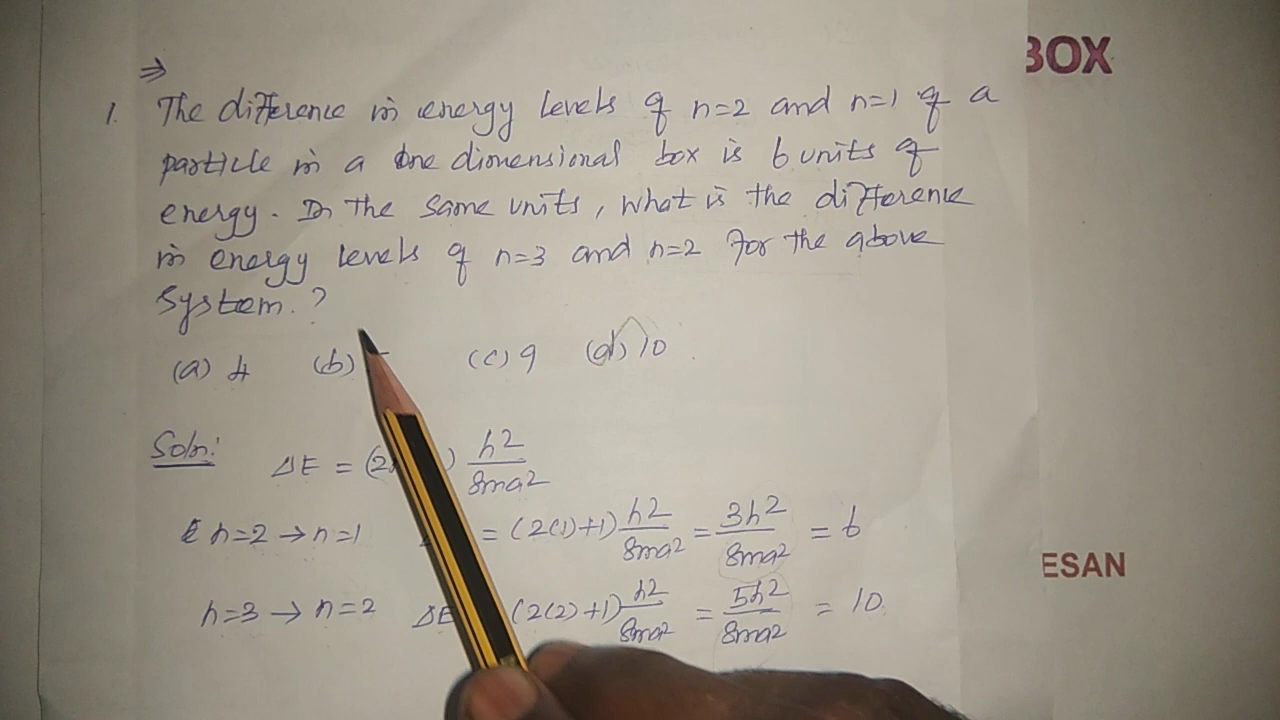 BOX
⇒
1. The difference in energy levels of n=2 and n=1 of a
particle in a one dimensional box is 6 units of
energy. In the same units, what is the difference
in energy levels of n=3 and n=2 for the above
system.?
(a) 4 (b) (c) 9 (d) 10
Soln:
ΔE = (2 ) h2/8ma2
n=2 → n=1 = (2(1)+1) h2/8ma2 = 3h2/8ma2 = 6
ESAN
n=3 → n=2 ΔE (2(2)+1) h2/8ma2 = 5h2/8ma2 = 10